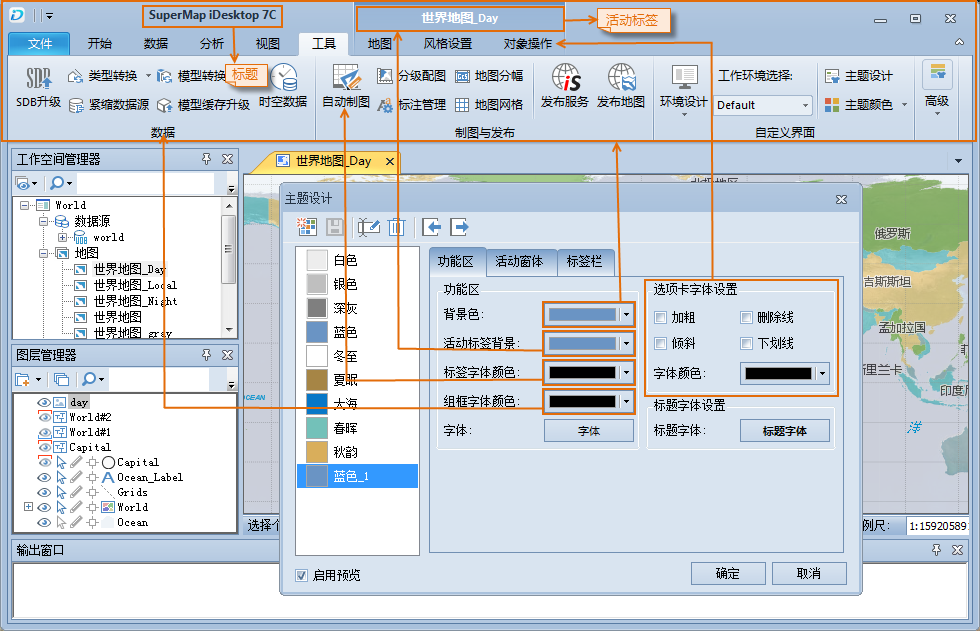 SuperMap iDesktop 7C
世界地图_Day
活动标签
文件 开始 数据 分析 视图 工具 地图 风格设置 对象操作
标题
SDB升级
类型转换
模型转换
紧缩数据源
模型缓存升级
时空数据
自动制图
分级配图
地图分幅
标注管理
地图网格
发布服务
发布地图
环境设计
工作环境选择:
Default
主题设计
主题颜色
高级
数据
制图与发布
自定义界面
工作空间管理器
World
数据源
world
地图
世界地图_Day
世界地图_Local
世界地图_Night
世界地图
世界地图_gray
图层管理器
day
World#2
World#1
Capital
Capital
Ocean_Label
Grids
World
Ocean
世界地图_Day
OCEAN
俄罗斯
吉斯斯坦
孟加拉国
里兰卡
印度尼
洋
选择个
例尺:
1:15920589
主题设计
白色
银色
深灰
蓝色
冬至
夏眠
大海
春晖
秋韵
蓝色_1
功能区 活动窗体 标签栏
功能区
背景色:
活动标签背景:
标签字体颜色:
组框字体颜色:
字体:
字体
选项卡字体设置
加粗
删除线
倾斜
下划线
字体颜色:
标题字体设置
标题字体:
标题字体
启用预览
确定
取消
输出窗口